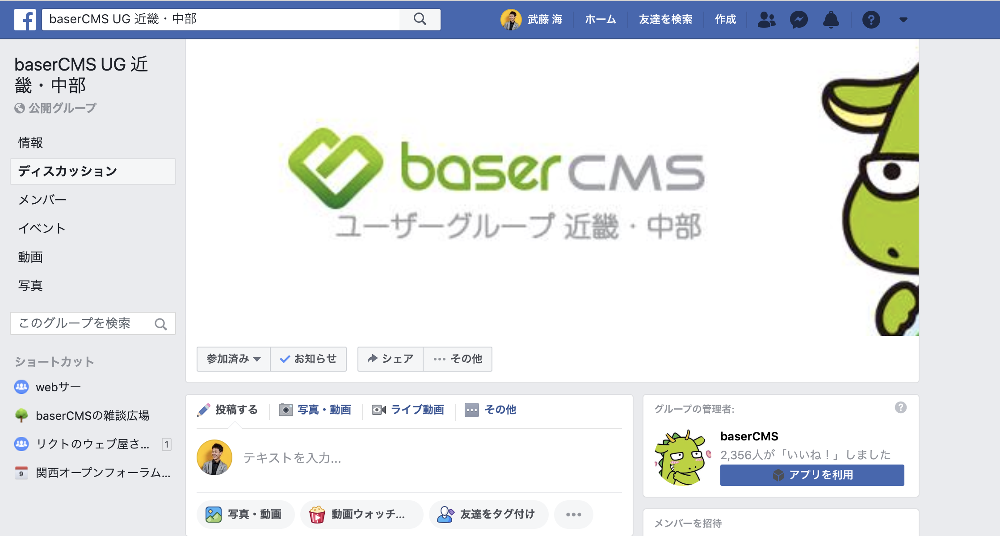 baserCMS UG 近畿・中部
武藤 海
ホーム
友達を検索
作成
baserCMS UG 近
畿・中部
公開グループ
情報
ディスカッション
メンバー
イベント
動画
写真
このグループを検索
ショートカット
webサー
baserCMSの雑談広場
リクトのウェブ屋さ... 1
9 関西オープンフォーラム...
baserCMS
ユーザーグループ 近畿・中部
参加済み
お知らせ
シェア
その他
投稿する
写真・動画
ライブ動画
その他
テキストを入力...
写真・動画
動画ウォッチ...
友達をタグ付け
グループの管理者:
baserCMS
2,356人が「いいね！」しました
アプリを利用
メンバーを招待